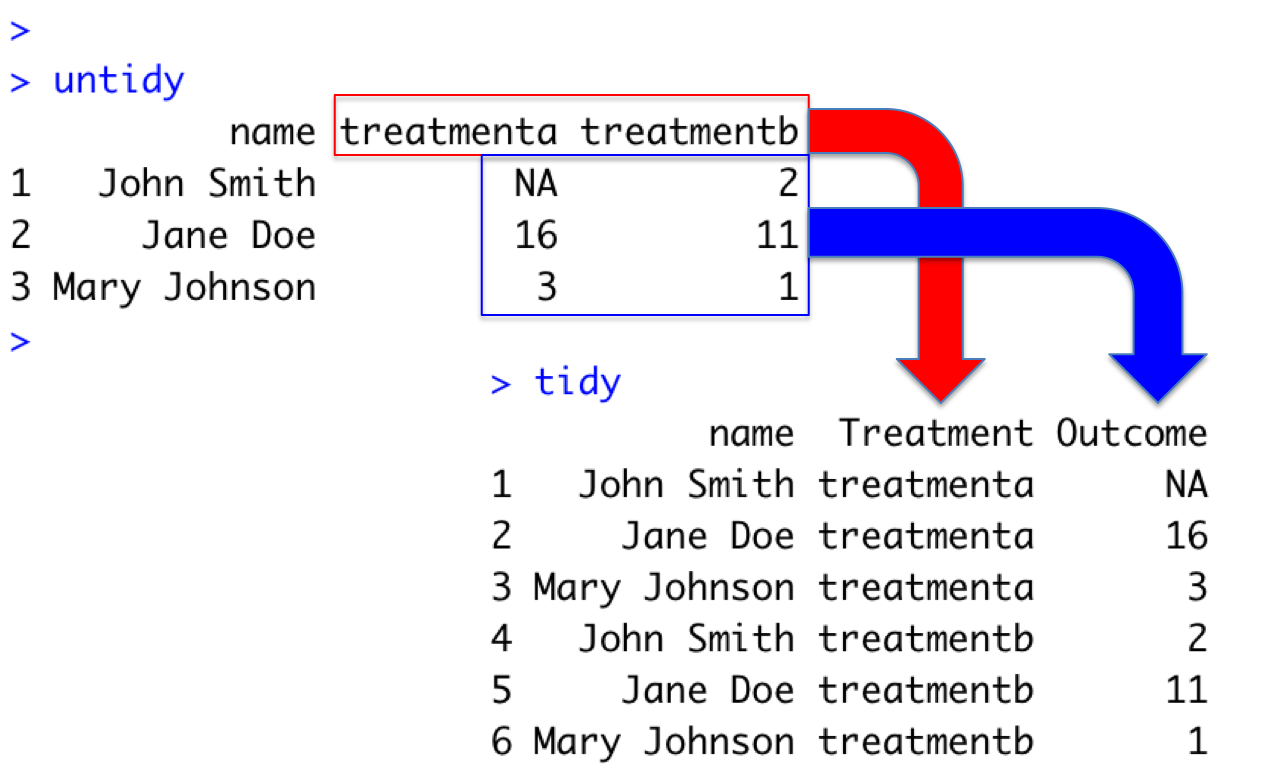 >
> untidy
name treatmenta treatmentb
1 John Smith NA 2
2 Jane Doe 16 11
3 Mary Johnson 3 1
>
> tidy
name Treatment Outcome
1 John Smith treatmenta NA
2 Jane Doe treatmenta 16
3 Mary Johnson treatmenta 3
4 John Smith treatmentb 2
5 Jane Doe treatmentb 11
6 Mary Johnson treatmentb 1